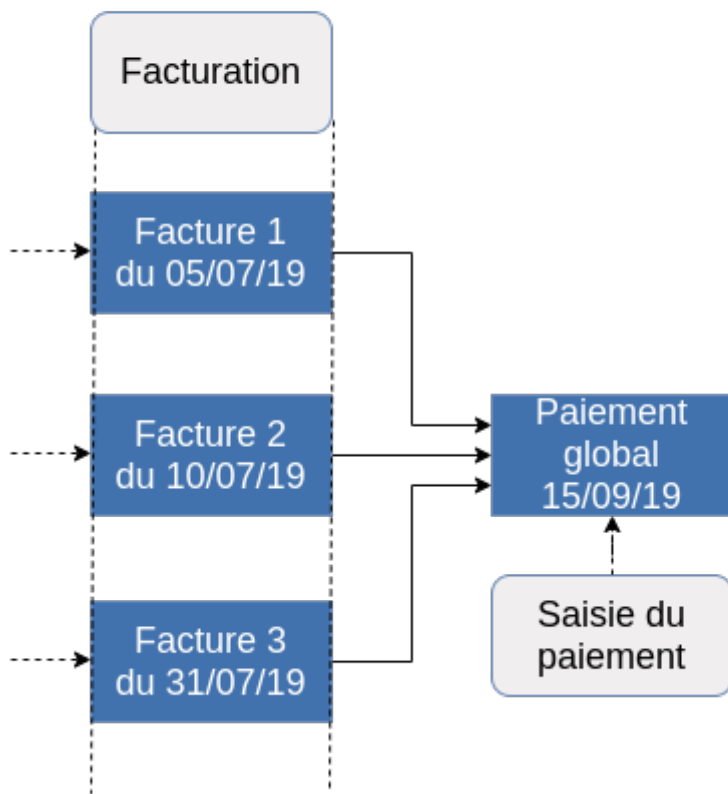 Facturation
Facture 1
du 05/07/19
Facture 2
du 10/07/19
Paiement
global
15/09/19
Facture 3
du 31/07/19
Saisie du
paiement